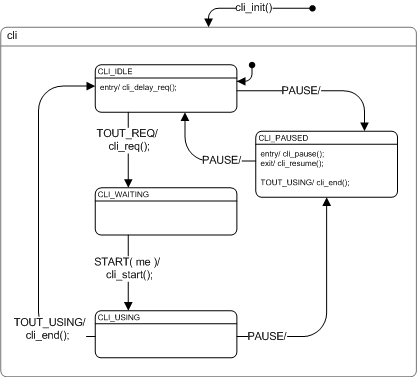 cli_init()
cli
CLI_IDLE
entry/ cli_delay_req();
PAUSE/
TOUT_REQ/
cli_req();
PAUSE/
CLI_PAUSED
entry/ cli_pause();
exit/ cli_resume();
TOUT_USING/ cli_end();
CLI_WAITING
START( me )/
cli_start();
TOUT_USING/
cli_end();
CLI_USING
PAUSE/